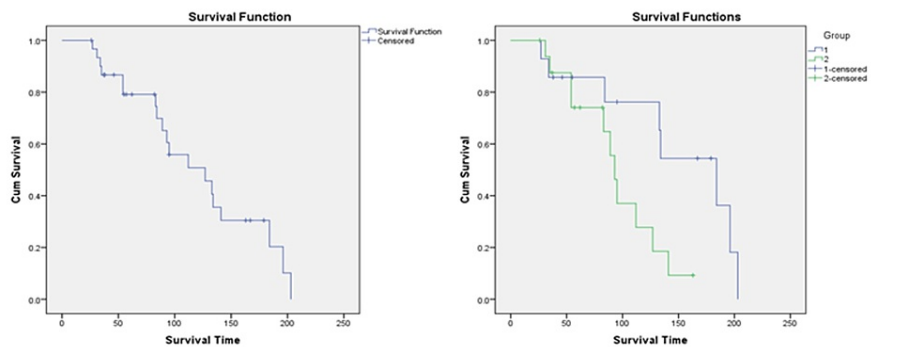 Survival Function
Survival Function
Censored
Cum Survival
1.0
0.8
0.6
0.4
0.2
0.0
0 50 100 150 200 250
Survival Time
Survival Functions
Group
1
2
1-censored
2-censored
Cum Survival
1.0
0.8
0.6
0.4
0.2
0.0
0 50 100 150 200 250
Survival Time